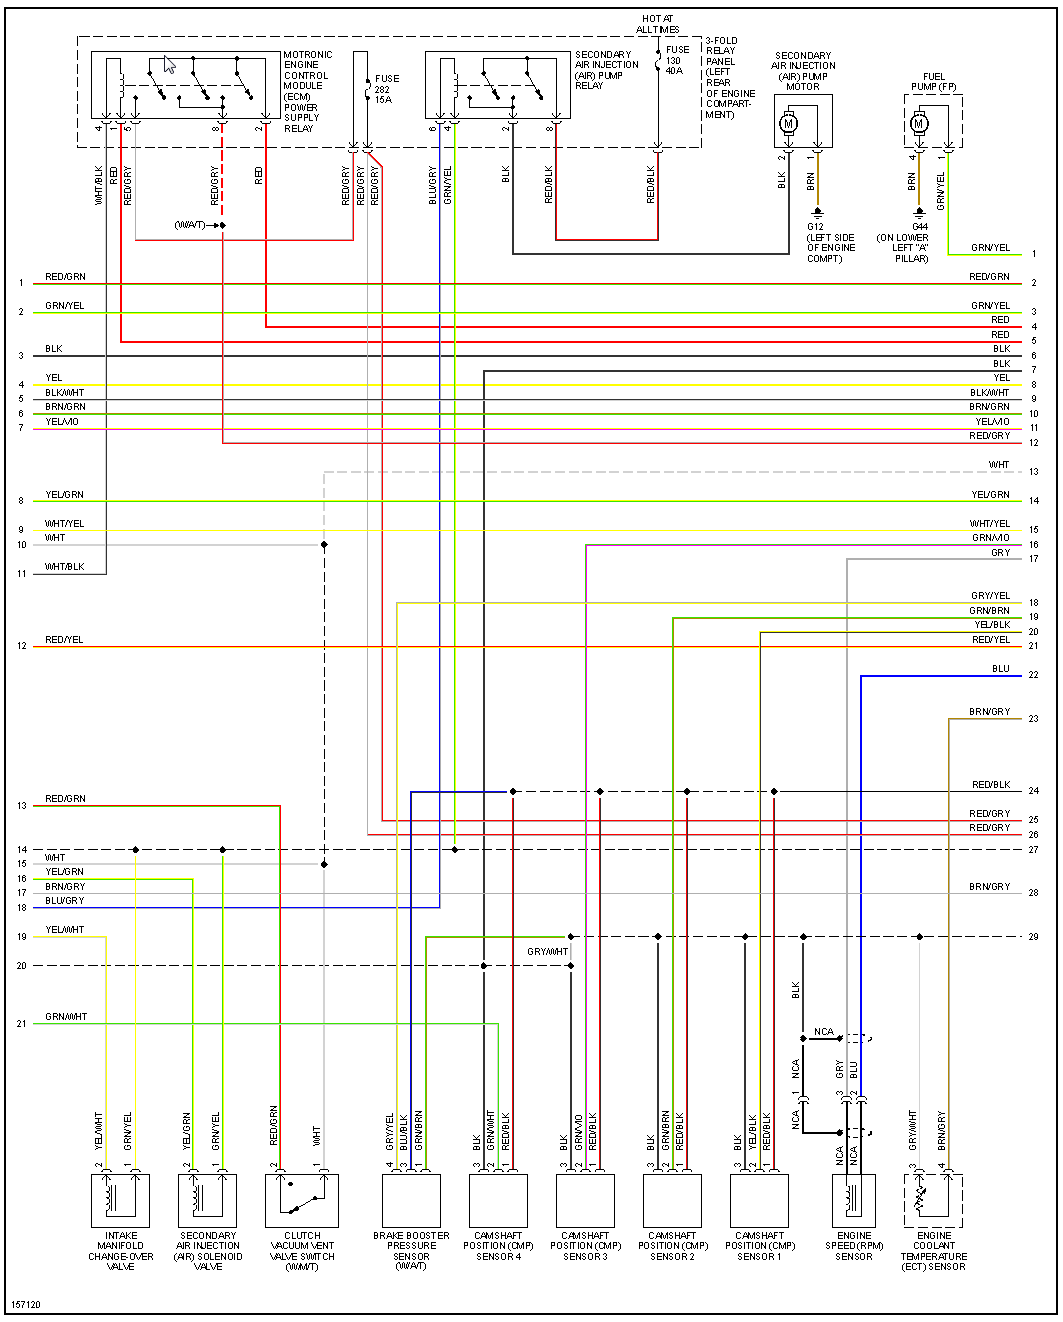 HOT AT
ALL TIMES
MOTRONIC
ENGINE
CONTROL
MODULE
(ECM)
POWER
SUPPLY
RELAY
FUSE
282
15A
SECONDARY
AIR INJECTION
(AIR) PUMP
RELAY
FUSE
130
40A
3-FOLD
RELAY
PANEL
(LEFT
REAR
OF ENGINE
COMPART-
MENT)
SECONDARY
AIR INJECTION
(AIR) PUMP
MOTOR
M
FUEL
PUMP (FP)
M
4
1
5
8
2
6
4
2
8
2
1
4
1
WHT/BLK
RED
RED/GRY
RED/GRY
RED
RED/GRY
RED/GRY
RED/GRY
BLU/GRY
GRN/YEL
BLK
RED/BLK
RED/BLK
BLK
BRN
BRN
GRN/YEL
(W/A/T)
G12
(LEFT SIDE
OF ENGINE
COMPT)
G44
(ON LOWER
LEFT "A"
PILLAR)
GRN/YEL 1
1 RED/GRN RED/GRN 2
2 GRN/YEL GRN/YEL 3
RED 4
RED 5
3 BLK BLK 6
BLK 7
4 YEL YEL 8
5 BLK/WHT BLK/WHT 9
6 BRN/GRN BRN/GRN 10
7 YEL/VIO YEL/VIO 11
RED/GRY 12
WHT 13
8 YEL/GRN YEL/GRN 14
9 WHT/YEL WHT/YEL 15
10 WHT GRN/VIO 16
GRY 17
11 WHT/BLK
GRY/YEL 18
GRN/BRN 19
YEL/BLK 20
12 RED/YEL RED/YEL 21
BLU 22
BRN/GRY 23
RED/BLK 24
13 RED/GRN
RED/GRY 25
RED/GRY 26
14 27
15 WHT
16 YEL/GRN
17 BRN/GRY BRN/GRY 28
18 BLU/GRY
19 YEL/WHT 29
GRY/WHT
20
BLK
21 GRN/WHT
NCA
NCA
GRY
BLU
1
3
2
NCA
NCA
NCA
YEL/WHT
GRN/YEL
YEL/GRN
GRN/YEL
RED/GRN
WHT
GRY/YEL
BLU/BLK
GRN/BRN
BLK
GRN/WHT
RED/BLK
BLK
GRN/VIO
RED/BLK
BLK
GRN/BRN
RED/BLK
BLK
YEL/BLK
RED/BLK
GRY/WHT
BRN/GRY
2
1
2
1
2
1
4
3
1
3
2
1
3
2
1
3
2
1
3
2
1
3
4
INTAKE
MANIFOLD
CHANGE-OVER
VALVE
SECONDARY
AIR INJECTION
(AIR) SOLENOID
VALVE
CLUTCH
VACUUM VENT
VALVE SWITCH
(W/M/T)
BRAKE BOOSTER
PRESSURE
SENSOR
(W/A/T)
CAMSHAFT
POSITION (CMP)
SENSOR 4
CAMSHAFT
POSITION (CMP)
SENSOR 3
CAMSHAFT
POSITION (CMP)
SENSOR 2
CAMSHAFT
POSITION (CMP)
SENSOR 1
ENGINE
SPEED (RPM)
SENSOR
ENGINE
COOLANT
TEMPERATURE
(ECT) SENSOR
157120